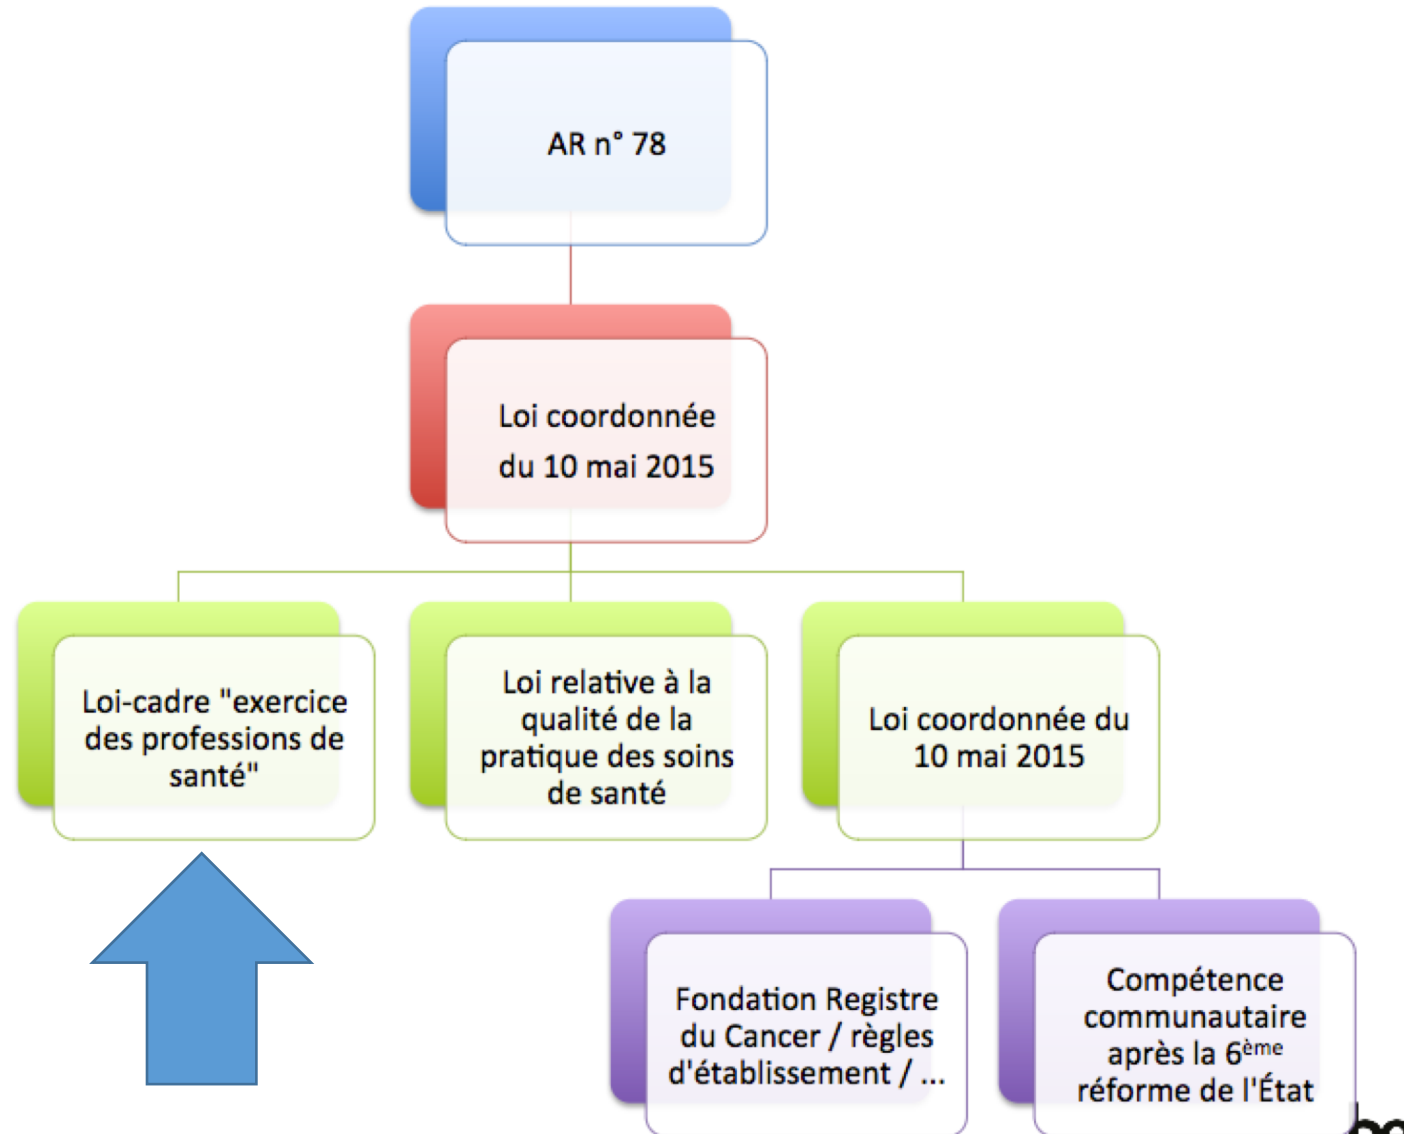 AR n° 78
Loi coordonnée
du 10 mai 2015
Loi-cadre "exercice
des professions de
santé"
Loi relative à la
qualité de la
pratique des soins
de santé
Loi coordonnée du
10 mai 2015
Fondation Registre
du Cancer / règles
d'établissement / ...
Compétence
communautaire
après la 6ème
réforme de l'État